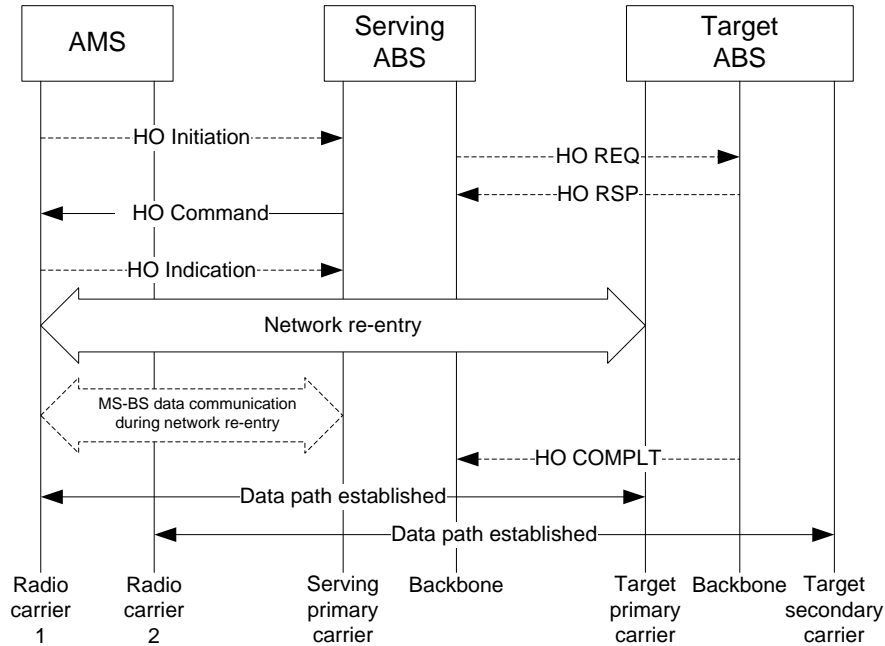 AMS
Serving
ABS
Target
ABS
HO Initiation
HO REQ
HO RSP
HO Command
HO Indication
Network re-entry
MS-BS data communication
during network re-entry
HO COMPLT
Data path established
Data path established
Radio
carrier
1
Radio
carrier
2
Serving
primary
carrier
Backbone
Target
primary
carrier
Backbone
Target
secondary
carrier